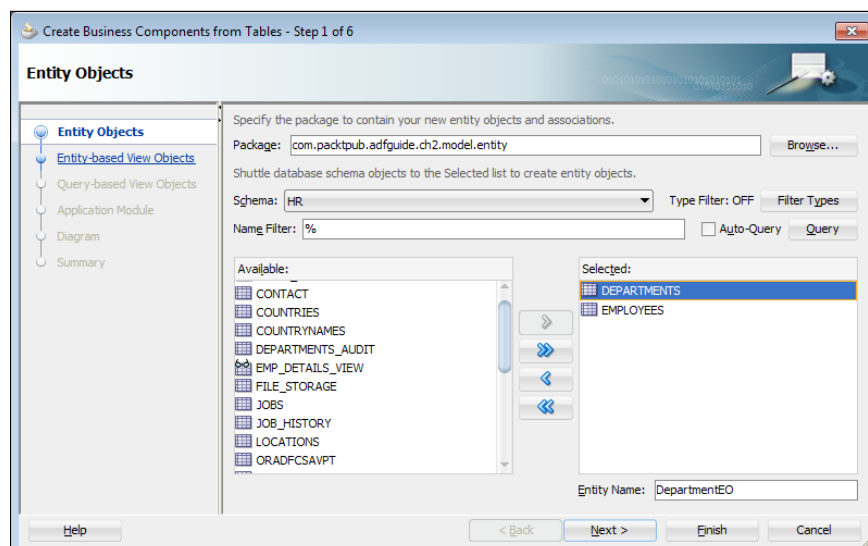 Create Business Components from Tables - Step 1 of 6
Entity Objects
Entity Objects
Entity-based View Objects
Query-based View Objects
Application Module
Diagram
Summary
Specify the package to contain your new entity objects and associations.
Package: com.packtpub.adfguide.ch2.model.entity Browse...
Shuttle database schema objects to the Selected list to create entity objects.
Schema: HR Type Filter: OFF Filter Types
Name Filter: % Auto-Query Query
Available:
CONTACT
COUNTRIES
COUNTRYNAMES
DEPARTMENTS_AUDIT
EMP_DETAILS_VIEW
FILE_STORAGE
JOBS
JOB_HISTORY
LOCATIONS
ORADFCSAVPT
Selected:
DEPARTMENTS
EMPLOYEES
Entity Name: DepartmentEO
Help < Back Next > Finish Cancel